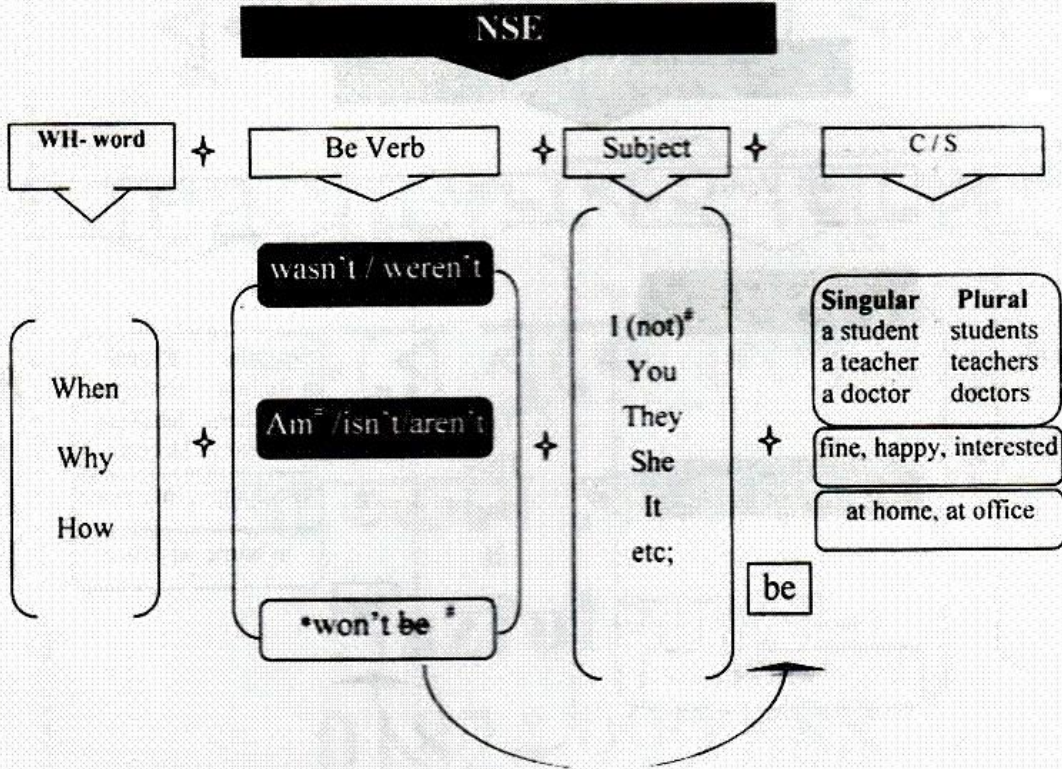 NSE
WH- word + Be Verb + Subject + C / S
wasn't / weren't
Am# /isn't/aren't
*won't be #
When
Why
How
I (not)#
You
They
She
It
etc;
Singular Plural
a student students
a teacher teachers
a doctor doctors
fine, happy, interested
at home, at office
be